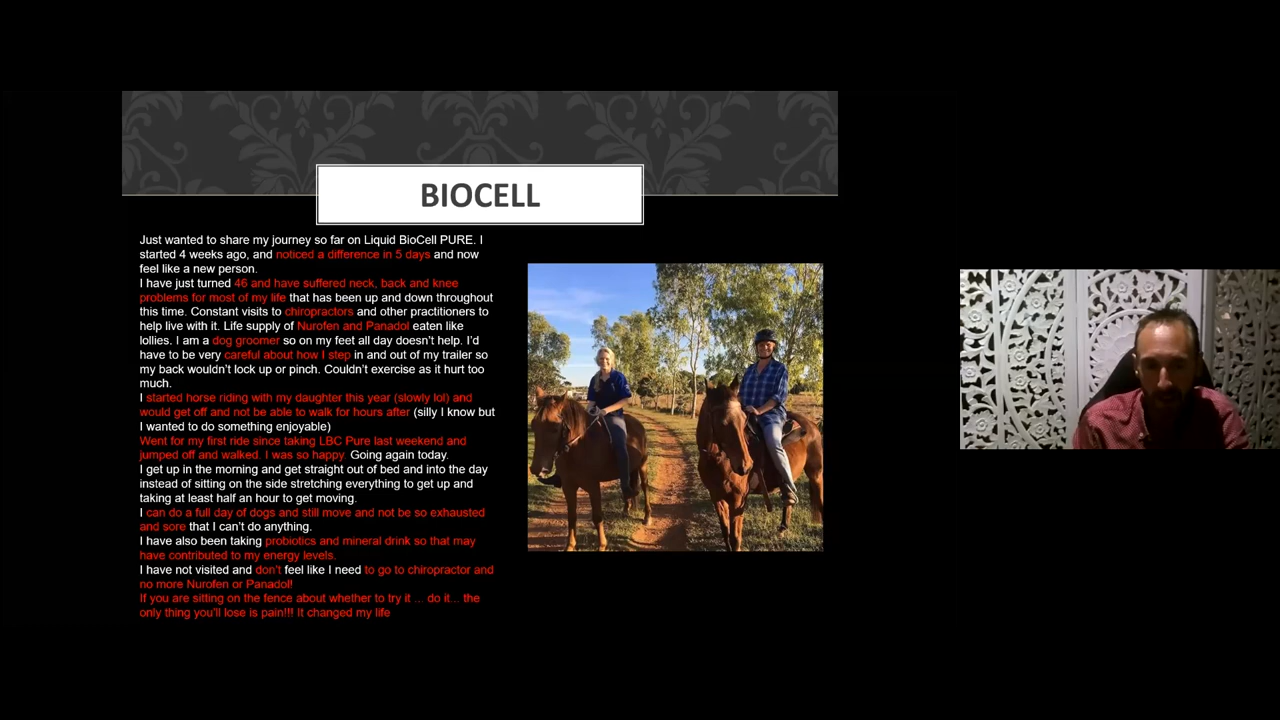 BIOCELL
Just wanted to share my journey so far on Liquid BioCell PURE. I
started 4 weeks ago, and noticed a difference in 5 days and now
feel like a new person.
I have just turned 46 and have suffered neck, back and knee
problems for most of my life that has been up and down throughout
this time. Constant visits to chiropractors and other practitioners to
help live with it. Life supply of Nurofen and Panadol eaten like
lollies. I am a dog groomer so on my feet all day doesn't help. I'd
have to be very careful about how I step in and out of my trailer so
my back wouldn't lock up or pinch. Couldn't exercise as it hurt too
much.
I started horse riding with my daughter this year (slowly lol) and
would get off and not be able to walk for hours after (silly I know but
I wanted to do something enjoyable)
Went for my first ride since taking LBC Pure last weekend and
jumped off and walked. I was so happy. Going again today.
I get up in the morning and get straight out of bed and into the day
instead of sitting on the side stretching everything to get up and
taking at least half an hour to get moving.
I can do a full day of dogs and still move and not be so exhausted
and sore that I can't do anything.
I have also been taking probiotics and mineral drink so that may
have contributed to my energy levels.
I have not visited and don't feel like I need to go to chiropractor and
no more Nurofen or Panadol!
If you are sitting on the fence about whether to try it ... do it... the
only thing you'll lose is pain!!! It changed my life